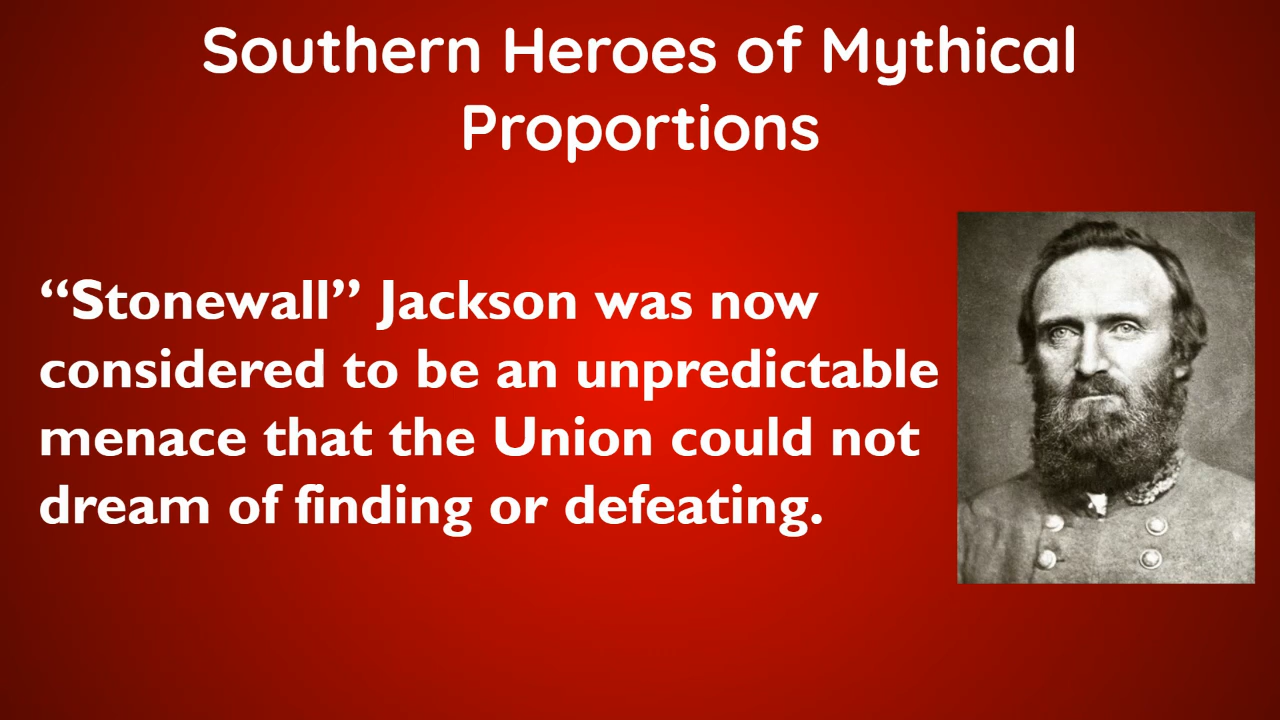 Southern Heroes of Mythical
Proportions
“Stonewall” Jackson was now
considered to be an unpredictable
menace that the Union could not
dream of finding or defeating.